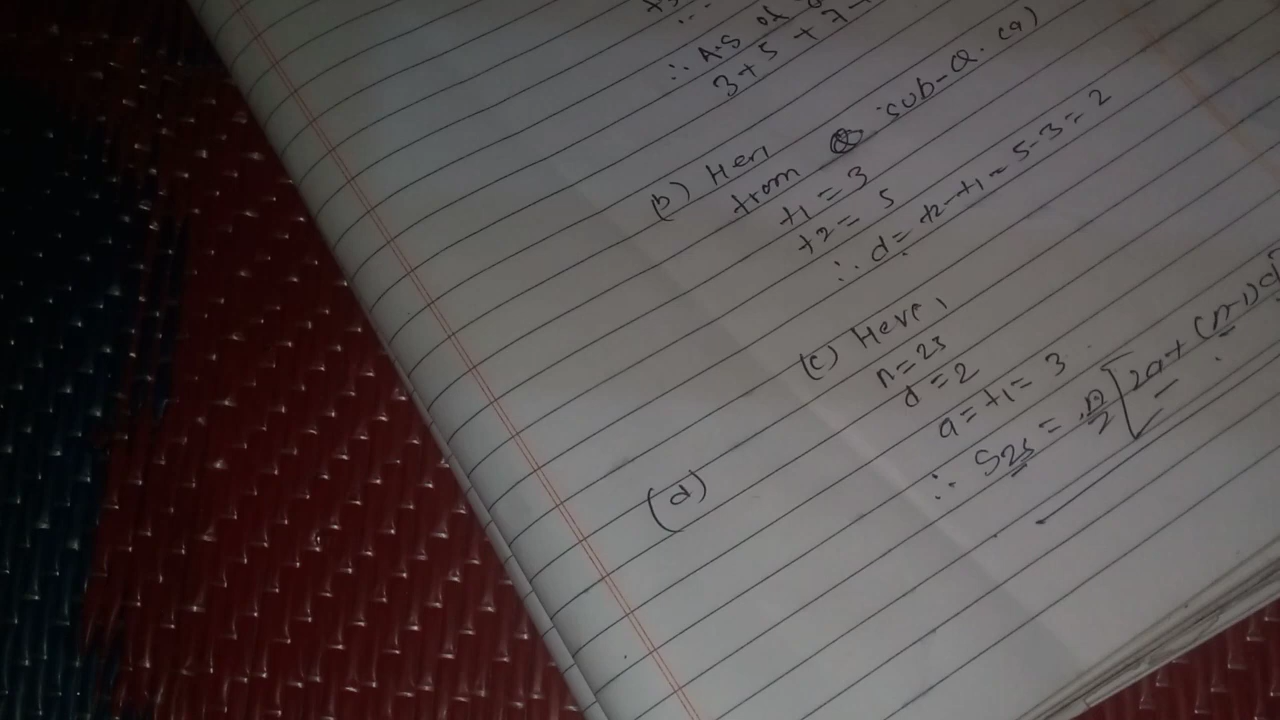 ∴ A.S of
3 + 5 + 7
(b) Her,
from sub-Q. (a)
t1 = 3
t2 = 5
∴ d = t2 - t1 = 5 - 3 = 2
(c) Here,
n = 25
d = 2
a = t1 = 3
∴ S25 = n/2 [2a + (n-1)d]
(d)